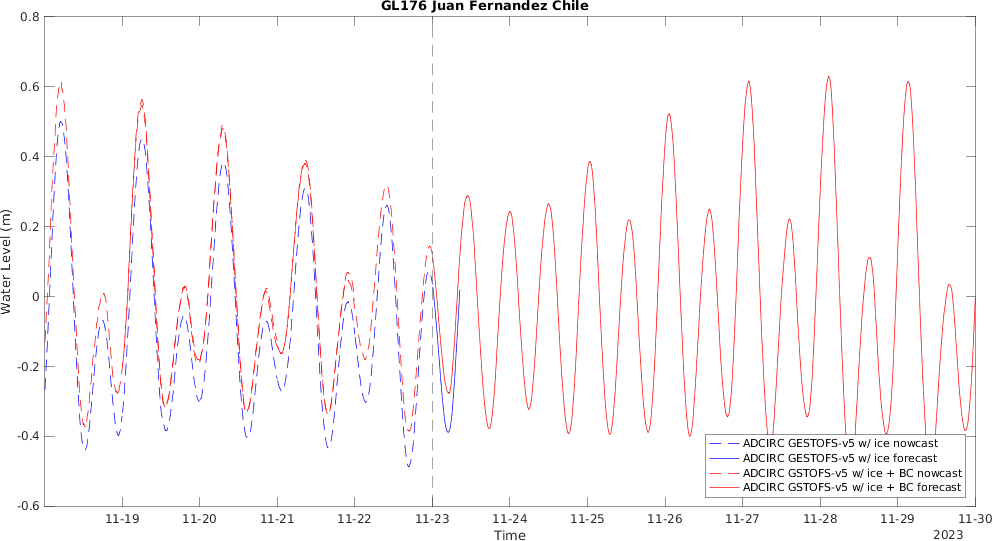 GL176 Juan Fernandez Chile
0.8
0.6
0.4
0.2
0
-0.2
-0.4
-0.6
Water Level (m)
ADCIRC GESTOFS-v5 w/ ice nowcast
ADCIRC GESTOFS-v5 w/ ice forecast
ADCIRC GSTOFS-v5 w/ ice + BC nowcast
ADCIRC GSTOFS-v5 w/ ice + BC forecast
11-19 11-20 11-21 11-22 11-23 11-24 11-25 11-26 11-27 11-28 11-29 11-30
Time
2023